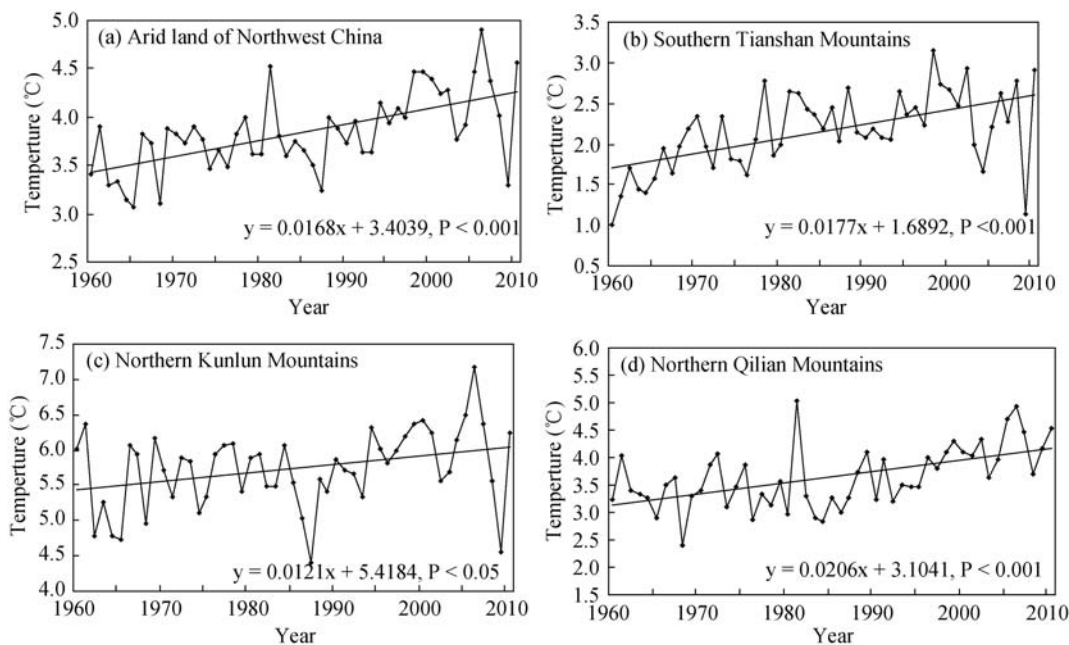 (a) Arid land of Northwest China
Temperture (℃)
5.0
4.5
4.0
3.5
3.0
2.5
y = 0.0168x + 3.4039, P < 0.001
1960 1970 1980 1990 2000 2010
Year
(b) Southern Tianshan Mountains
Temperture (℃)
3.5
3.0
2.5
2.0
1.5
1.0
0.5
y = 0.0177x + 1.6892, P <0.001
1960 1970 1980 1990 2000 2010
Year
(c) Northern Kunlun Mountains
Temperture (℃)
7.5
7.0
6.5
6.0
5.5
5.0
4.5
4.0
y = 0.0121x + 5.4184, P < 0.05
1960 1970 1980 1990 2000 2010
Year
(d) Northern Qilian Mountains
Temperture (℃)
6.0
5.5
5.0
4.5
4.0
3.5
3.0
2.5
2.0
1.5
y = 0.0206x + 3.1041, P < 0.001
1960 1970 1980 1990 2000 2010
Year